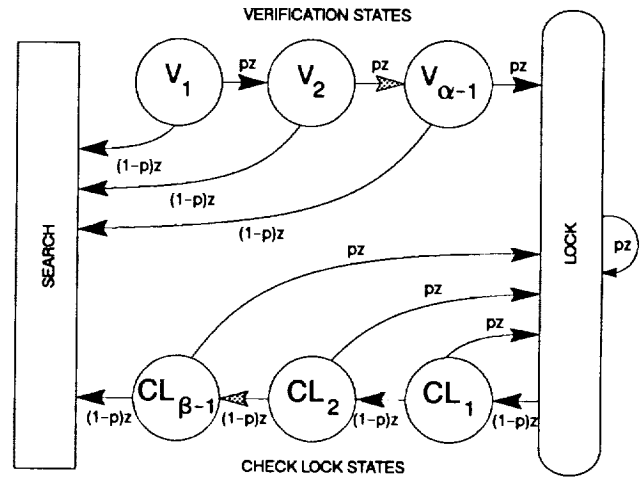 VERIFICATION STATES
V1 pz V2 pz Vα-1 pz
(1-p)z
(1-p)z
(1-p)z
SEARCH
LOCK
pz
pz
pz
pz
CLβ-1 CL2 CL1
(1-p)z (1-p)z (1-p)z (1-p)z
CHECK LOCK STATES